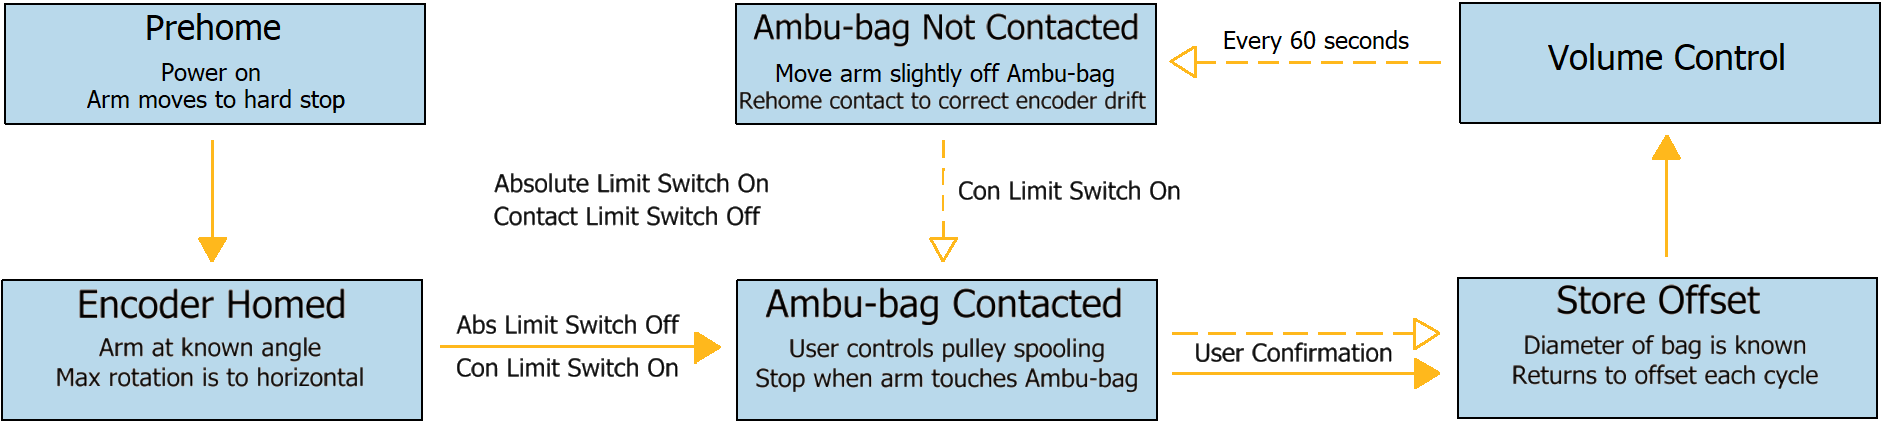 Prehome
Power on
Arm moves to hard stop
Ambu-bag Not Contacted
Move arm slightly off Ambu-bag
Rehome contact to correct encoder drift
Every 60 seconds
Volume Control
Absolute Limit Switch On
Contact Limit Switch Off
Con Limit Switch On
Encoder Homed
Arm at known angle
Max rotation is to horizontal
Abs Limit Switch Off
Con Limit Switch On
Ambu-bag Contacted
User controls pulley spooling
Stop when arm touches Ambu-bag
User Confirmation
Store Offset
Diameter of bag is known
Returns to offset each cycle